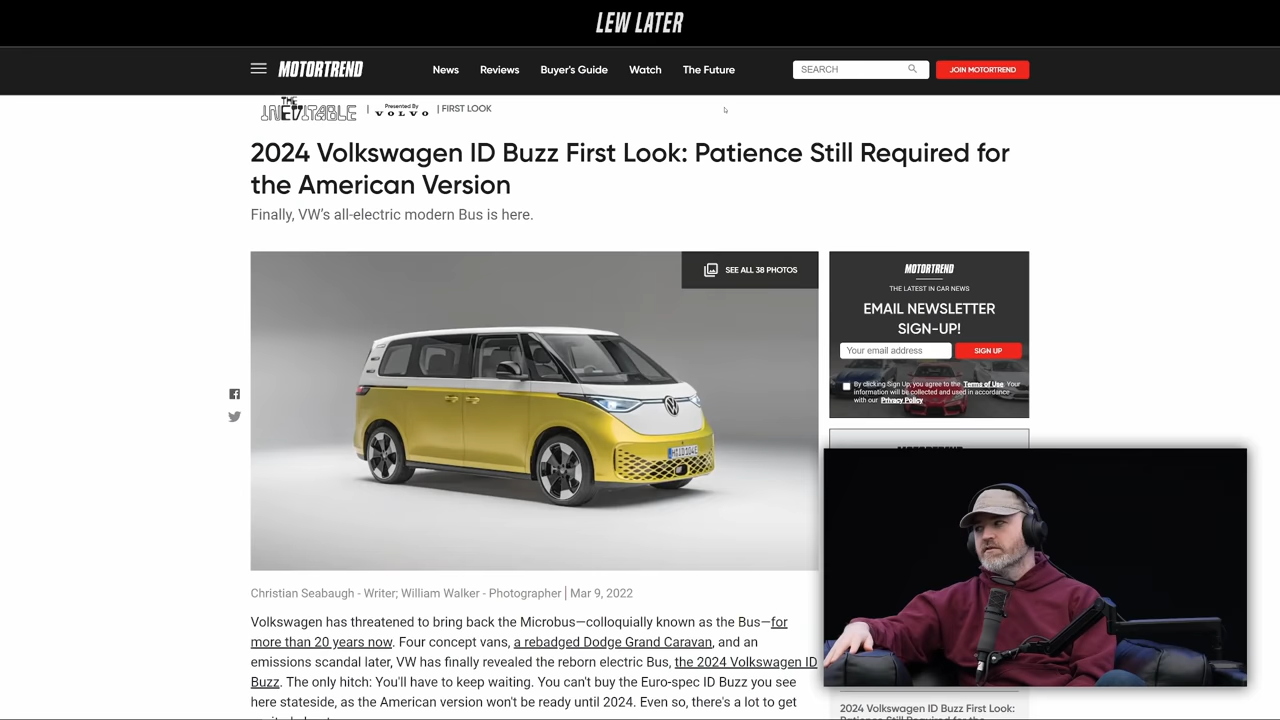 LEW LATER
MOTORTREND
News
Reviews
Buyer's Guide
Watch
The Future
SEARCH
JOIN MOTORTREND
THE INEVITABLE
| Presented By
VOLVO
| FIRST LOOK
2024 Volkswagen ID Buzz First Look: Patience Still Required for
the American Version
Finally, VW's all-electric modern Bus is here.
SEE ALL 38 PHOTOS
MOTORTREND
THE LATEST IN CAR NEWS
EMAIL NEWSLETTER
SIGN-UP!
Your email address
SIGN UP
By clicking Sign Up, you agree to the Terms of Use. Your
information will be collected and used in accordance
with our Privacy Policy
Christian Seabaugh - Writer; William Walker - Photographer | Mar 9, 2022
Volkswagen has threatened to bring back the Microbus—colloquially known as the Bus—for
more than 20 years now. Four concept vans, a rebadged Dodge Grand Caravan, and an
emissions scandal later, VW has finally revealed the reborn electric Bus, the 2024 Volkswagen ID
Buzz. The only hitch: You'll have to keep waiting. You can't buy the Euro-spec ID Buzz you see
here stateside, as the American version won't be ready until 2024. Even so, there's a lot to get
2024 Volkswagen ID Buzz First Look:
Patience Still Required for the